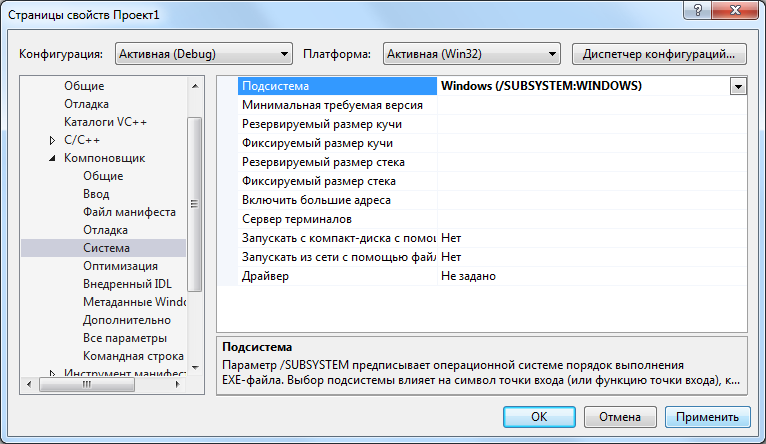 Страницы свойств Проект1
Конфигурация: Активная (Debug) Платформа: Активная (Win32) Диспетчер конфигураций...
Общие
Отладка
Каталоги VC++
C/C++
Компоновщик
Общие
Ввод
Файл манифеста
Отладка
Система
Оптимизация
Внедренный IDL
Метаданные Windo
Дополнительно
Все параметры
Командная строка
Инструмент манифест
Подсистема Windows (/SUBSYSTEM:WINDOWS)
Минимальная требуемая версия
Резервируемый размер кучи
Фиксируемый размер кучи
Резервируемый размер стека
Фиксируемый размер стека
Включить большие адреса
Сервер терминалов
Запускать с компакт-диска с помощ Нет
Запускать из сети с помощью файл Нет
Драйвер Не задано
Подсистема
Параметр /SUBSYSTEM предписывает операционной системе порядок выполнения
EXE-файла. Выбор подсистемы влияет на символ точки входа (или функцию точки входа), к...
ОК Отмена Применить